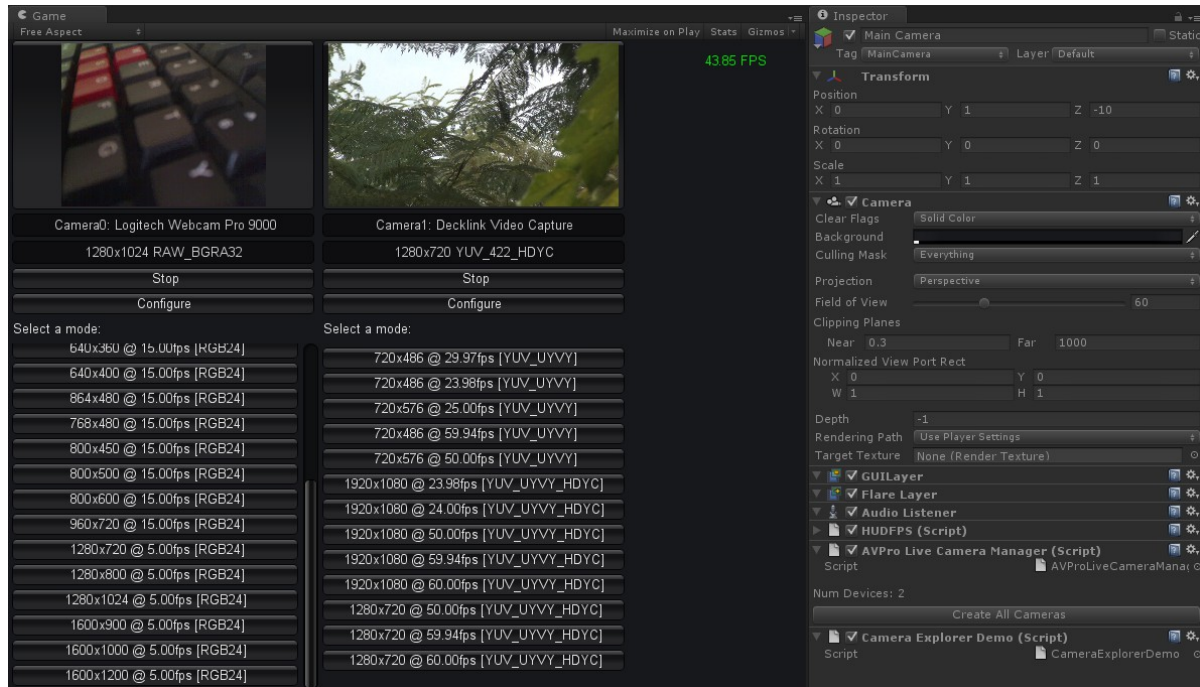 Game
Free Aspect
Maximize on Play Stats Gizmos
43.85 FPS
Camera0: Logitech Webcam Pro 9000
1280x1024 RAW_BGRA32
Stop
Configure
Select a mode:
640x360 @ 15.00fps [RGB24]
640x400 @ 15.00fps [RGB24]
864x480 @ 15.00fps [RGB24]
768x480 @ 15.00fps [RGB24]
800x450 @ 15.00fps [RGB24]
800x500 @ 15.00fps [RGB24]
800x600 @ 15.00fps [RGB24]
960x720 @ 15.00fps [RGB24]
1280x720 @ 5.00fps [RGB24]
1280x800 @ 5.00fps [RGB24]
1280x1024 @ 5.00fps [RGB24]
1600x900 @ 5.00fps [RGB24]
1600x1000 @ 5.00fps [RGB24]
1600x1200 @ 5.00fps [RGB24]
Camera1: Decklink Video Capture
1280x720 YUV_422_HDYC
Stop
Configure
Select a mode:
720x486 @ 29.97fps [YUV_UYVY]
720x486 @ 23.98fps [YUV_UYVY]
720x576 @ 25.00fps [YUV_UYVY]
720x486 @ 59.94fps [YUV_UYVY]
720x576 @ 50.00fps [YUV_UYVY]
1920x1080 @ 23.98fps [YUV_UYVY_HDYC]
1920x1080 @ 24.00fps [YUV_UYVY_HDYC]
1920x1080 @ 50.00fps [YUV_UYVY_HDYC]
1920x1080 @ 59.94fps [YUV_UYVY_HDYC]
1920x1080 @ 60.00fps [YUV_UYVY_HDYC]
1280x720 @ 50.00fps [YUV_UYVY_HDYC]
1280x720 @ 59.94fps [YUV_UYVY_HDYC]
1280x720 @ 60.00fps [YUV_UYVY_HDYC]
Inspector
Main Camera Static
Tag MainCamera Layer Default
Transform
Position
X 0 Y 1 Z -10
Rotation
X 0 Y 0 Z 0
Scale
X 1 Y 1 Z 1
Camera
Clear Flags Solid Color
Background
Culling Mask Everything
Projection Perspective
Field of View 60
Clipping Planes
Near 0.3 Far 1000
Normalized View Port Rect
X 0 Y 0
W 1 H 1
Depth -1
Rendering Path Use Player Settings
Target Texture None (Render Texture)
GUILayer
Flare Layer
Audio Listener
HUDFPS (Script)
AVPro Live Camera Manager (Script)
Script AVProLiveCameraManag
Num Devices: 2
Create All Cameras
Camera Explorer Demo (Script)
Script CameraExplorerDemo